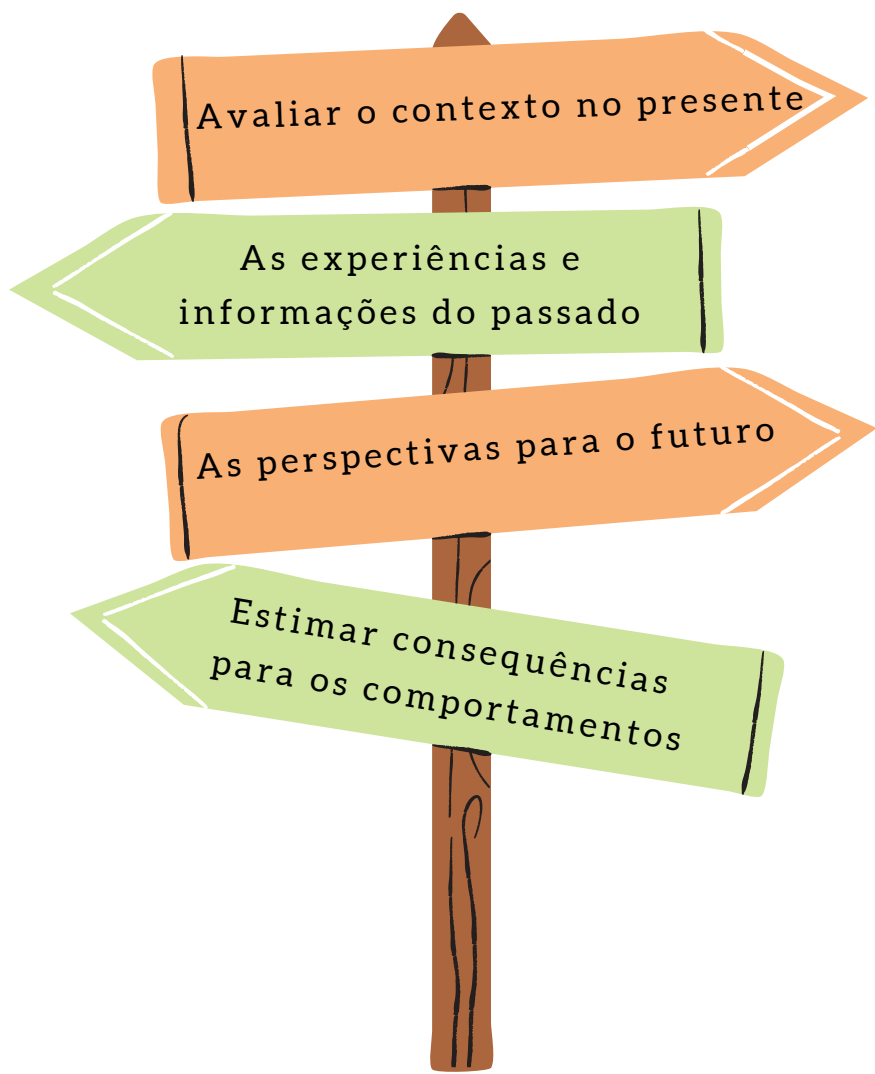 Avaliar o contexto no presente
As experiências e
informações do passado
As perspectivas para o futuro
Estimar consequências
para os comportamentos